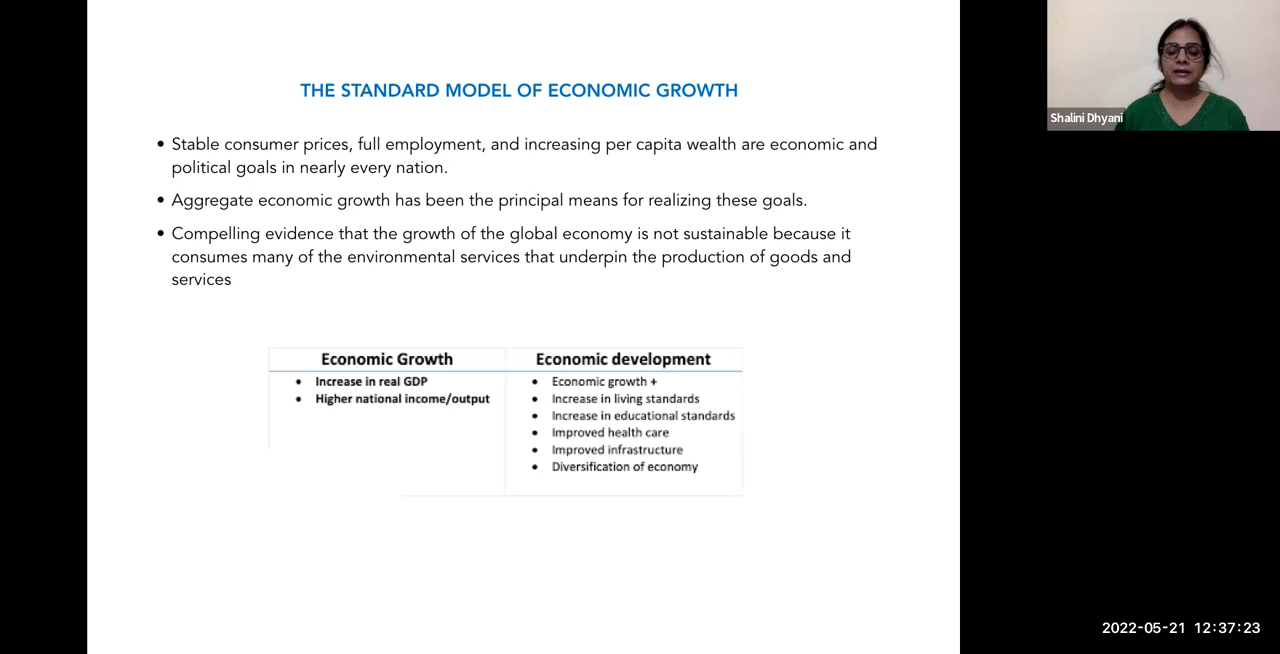 THE STANDARD MODEL OF ECONOMIC GROWTH
• Stable consumer prices, full employment, and increasing per capita wealth are economic and
political goals in nearly every nation.
• Aggregate economic growth has been the principal means for realizing these goals.
• Compelling evidence that the growth of the global economy is not sustainable because it
consumes many of the environmental services that underpin the production of goods and
services
Economic Growth
• Increase in real GDP
• Higher national income/output
Economic development
• Economic growth +
• Increase in living standards
• Increase in educational standards
• Improved health care
• Improved infrastructure
• Diversification of economy
Shalini Dhyani
2022-05-21 12:37:23